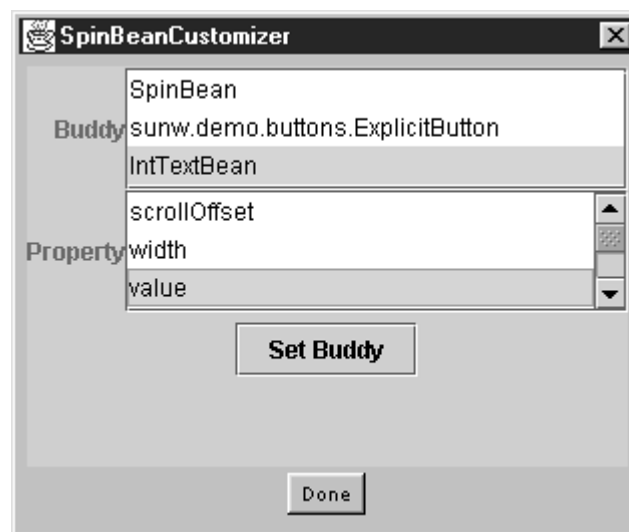 SpinBeanCustomizer
SpinBean
Buddy sunw.demo.buttons.ExplicitButton
IntTextBean
scrollOffset
Property width
value
Set Buddy
Done